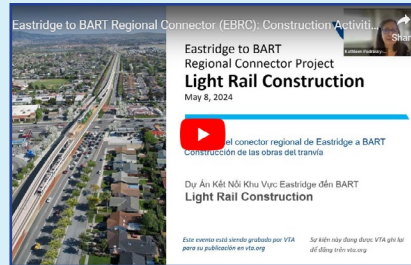 Eastridge to BART Regional Connector (EBRC): Construction Activiti...
Share
Eastridge to BART
Regional Connector Project
Light Rail Construction
May 8, 2024
el conector regional de Eastridge a BART
Construcción de las obras del tranvía
Dự Án Kết Nối Khu Vực Eastridge đến BART
Light Rail Construction
Este evento está siendo grabado por VTA
para su publicación en vta.org
Sự kiện này đang được VTA ghi lại
để đăng trên vta.org